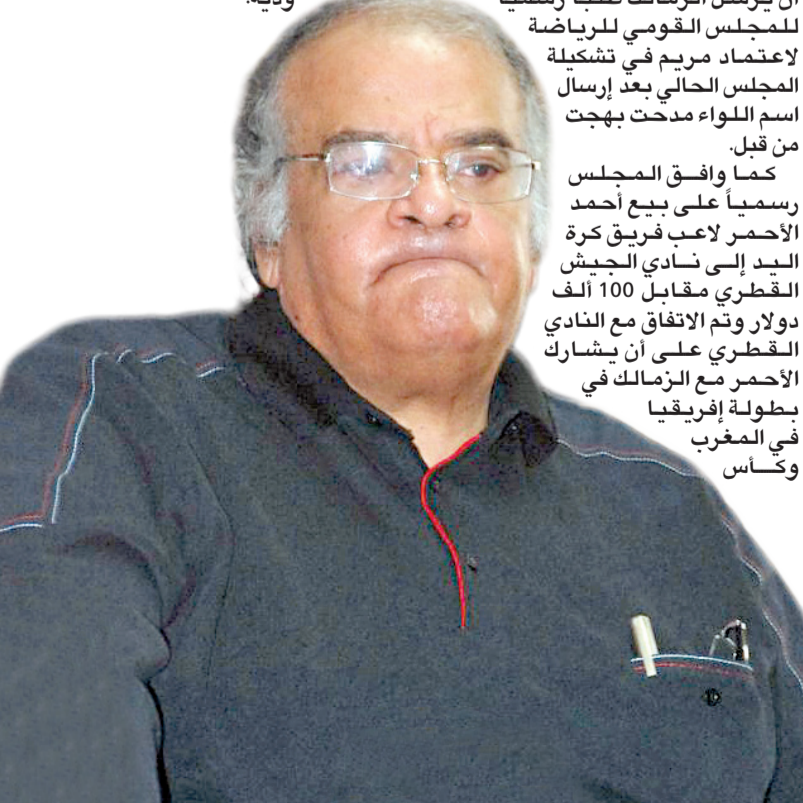 للمجلس القومي للرياضة
لاعتماد مريم في تشكيلة
المجلس الحالي بعد إرسال
اسم اللواء مدحت بهجت
من قبل.
كما وافق المجلس
رسمياً على بيع أحمد
الأحمر لاعب فريق كرة
اليد إلى نادي الجيش
القطري مقابل 100 ألف
دولار وتم الاتفاق مع النادي
القطري على أن يشارك
الأحمر مع الزمالك في
بطولة إفريقيا
في المغرب
وكأس